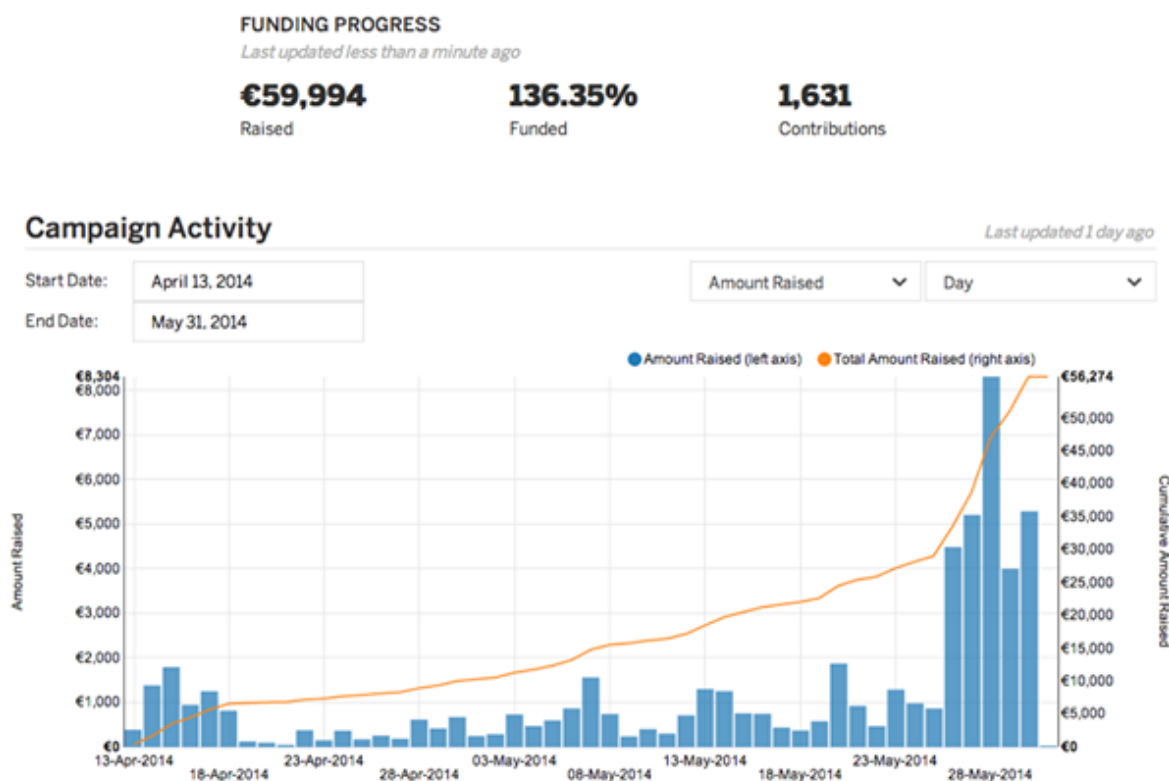 FUNDING PROGRESS
Last updated less than a minute ago
€59,994 136.35% 1,631
Raised Funded Contributions
Campaign Activity Last updated 1 day ago
Start Date: April 13, 2014 Amount Raised Day
End Date: May 31, 2014
Amount Raised (left axis) Total Amount Raised (right axis)
€8,304 €56,274
€8,000
€50,000
€7,000
€45,000
€6,000 €40,000
€35,000
€5,000
€30,000
€4,000
€25,000
€3,000
€20,000
€2,000 €15,000
€10,000
€1,000
€5,000
€0 €0
Amount Raised
Cumulative Amount Raised
13-Apr-2014 23-Apr-2014 03-May-2014 13-May-2014 23-May-2014
18-Apr-2014 28-Apr-2014 08-May-2014 18-May-2014 28-May-2014